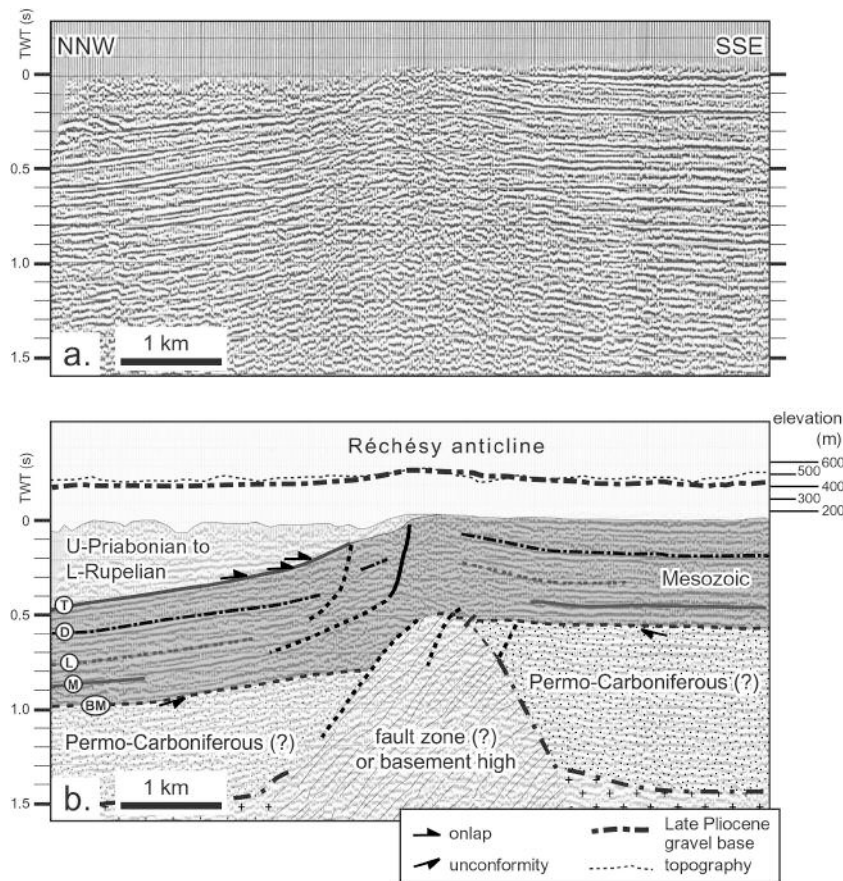 TWT (s)
NNW
SSE
0
0.5
1.0
1.5
a.
1 km
elevation
(m)
Réchésy anticline
TWT (s)
600
500
400
300
200
0
U-Priabonian to
L-Rupelian
Mesozoic
T
0.5
D
L
M
BM
Permo-Carboniferous (?)
1.0
Permo-Carboniferous (?)
fault zone (?)
or basement high
b.
1 km
1.5
onlap
Late Pliocene
gravel base
unconformity
topography